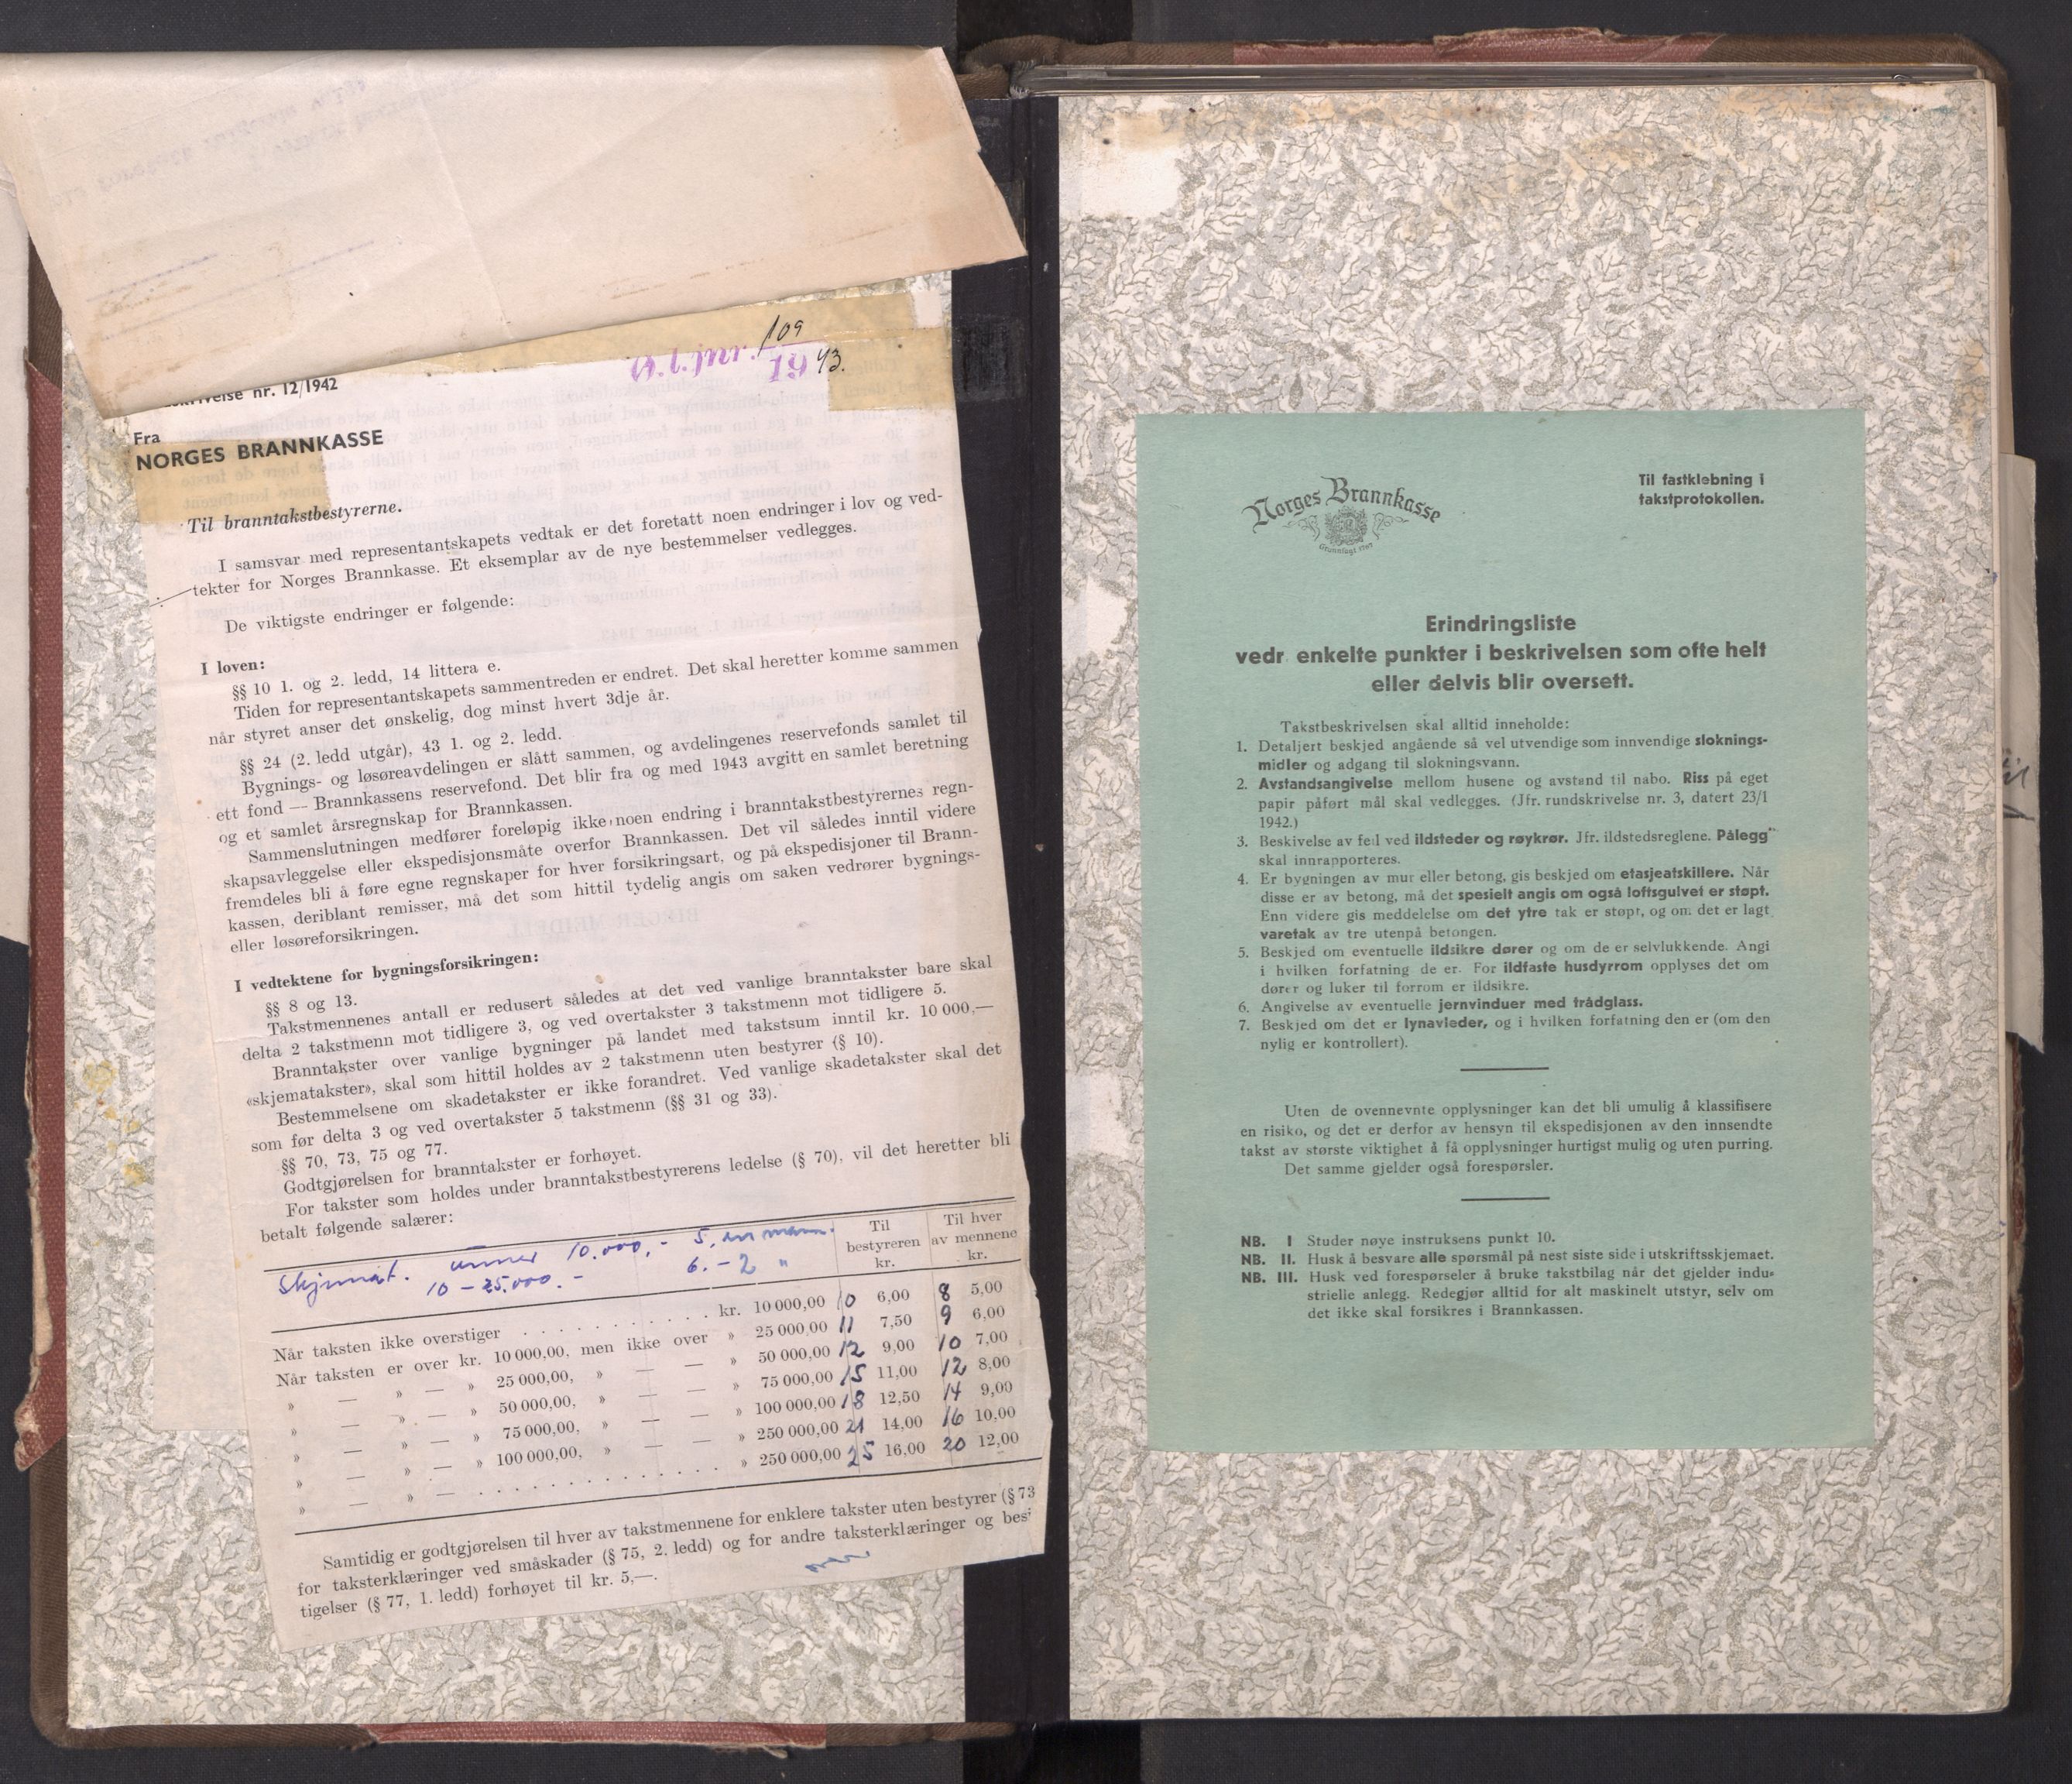 109
43.
nr. 12/1942
Fra
NORGES BRANNKASSE
Til branntakstbestyrerne.
I samsvar med representantskapets vedtak er det foretatt noen endringer i lov og ved-
tekter for Norges Brannkasse. Et eksemplar av de nye bestemmelser vedlegges.
De viktigste endringer er følgende:
I loven:
§§ 10 1. og 2. ledd, 14 littera e.
Tiden for representantskapets sammentreden er endret. Det skal heretter komme sammen
når styret anser det ønskelig, dog minst hvert 3dje år.
§§ 24 (2. ledd utgår), 43 1. og 2. ledd.
Bygnings- og løsøreavdelingen er slått sammen, og avdelingenes reservefonds samlet til
ett fond — Brannkassens reservefond. Det blir fra og med 1943 avgitt en samlet beretning
og et samlet årsregnskap for Brannkassen.
Sammenslutningen medfører foreløpig ikke noen endring i branntakstbestyrernes regn-
skapsavleggelse eller ekspedisjonsmåte overfor Brannkassen. Det vil således inntil videre
fremdeles bli å føre egne regnskaper for hver forsikringsart, og på ekspedisjoner til Brann-
kassen, deriblant remisser, må det som hittil tydelig angis om saken vedrører bygnings-
eller løsøreforsikringen.
I vedtektene for bygningsforsikringen:
§§ 8 og 13.
Takstmennenes antall er redusert således at det ved vanlige branntakster bare skal
delta 2 takstmenn mot tidligere 3, og ved overtakster 3 takstmenn mot tidligere 5.
Branntakster over vanlige bygninger på landet med takstsum inntil kr. 10 000,—
«skjematakster», skal som hittil holdes av 2 takstmenn uten bestyrer (§ 10).
Bestemmelsene om skadetakster er ikke forandret. Ved vanlige skadetakster skal det
som før delta 3 og ved overtakster 5 takstmenn (§§ 31 og 33).
§§ 70, 73, 75 og 77.
Godtgjørelsen for branntakster er forhøyet.
For takster som holdes under branntakstbestyrerens ledelse (§ 70), vil det heretter bli
betalt følgende salærer:
Til bestyreren kr. Til hver av mennene kr.
Skjemat. under 10.000,- 5. en mann.
10 - 25.000.- 6.- 2 "
Når taksten ikke overstiger . . . . . . . . . . . kr. 10 000,00 10 6,00 8 5,00
Når taksten er over kr. 10 000,00, men ikke over » 25 000,00 11 7,50 9 6,00
» — » — » 25 000,00, » — — » 50 000,00 12 9,00 10 7,00
» — » — » 50 000,00, » — — » 75 000,00 15 11,00 12 8,00
» — » — » 75 000,00, » — — » 100 000,00 18 12,50 14 9,00
» — » — » 100 000,00, » — — » 250 000,00 21 14,00 16 10,00
» — » . . . . . . . . . . . » 250 000,00 25 16,00 20 12,00
Samtidig er godtgjørelsen til hver av takstmennene for enklere takster uten bestyrer (§ 73
for taksterklæringer ved småskader (§ 75, 2. ledd) og for andre taksterklæringer og bes-
tigelser (§ 77, 1. ledd) forhøyet til kr. 5,—.
Norges Brannkasse
Grunnlagt 1767
Til fastklebning i
takstprotokollen.
Erindringsliste
vedr. enkelte punkter i beskrivelsen som ofte helt
eller delvis blir oversett.
Takstbeskrivelsen skal alltid inneholde:
1. Detaljert beskjed angående så vel utvendige som innvendige sloknings-
midler og adgang til slokningsvann.
2. Avstandsangivelse mellom husene og avstand til nabo. Riss på eget
papir påført mål skal vedlegges. (Jfr. rundskrivelse nr. 3, datert 23/1
1942.)
3. Beskivelse av feil ved ildsteder og røykrør. Jfr. ildstedsreglene. Pålegg
skal innrapporteres.
4. Er bygningen av mur eller betong, gis beskjed om etasjeatskillere. Når
disse er av betong, må det spesielt angis om også loftsgulvet er støpt.
Enn videre gis meddelelse om det ytre tak er støpt, og om det er lagt
varetak av tre utenpå betongen.
5. Beskjed om eventuelle ildsikre dører og om de er selvlukkende. Angi
i hvilken forfatning de er. For ildfaste husdyrrom opplyses det om
dører og luker til forrom er ildsikre.
6. Angivelse av eventuelle jernvinduer med trådglass.
7. Beskjed om det er lynavleder, og i hvilken forfatning den er (om den
nylig er kontrollert).
Uten de ovennevnte opplysninger kan det bli umulig å klassifisere
en risiko, og det er derfor av hensyn til ekspedisjonen av den innsendte
takst av største viktighet å få opplysninger hurtigst mulig og uten purring.
Det samme gjelder også forespørsler.
NB. I Studer nøye instruksens punkt 10.
NB. II. Husk å besvare alle spørsmål på nest siste side i utskriftsskjemaet.
NB. III. Husk ved forespørseler å bruke takstbilag når det gjelder indu-
strielle anlegg. Redegjør alltid for alt maskinelt utstyr, selv om
det ikke skal forsikres i Brannkassen.